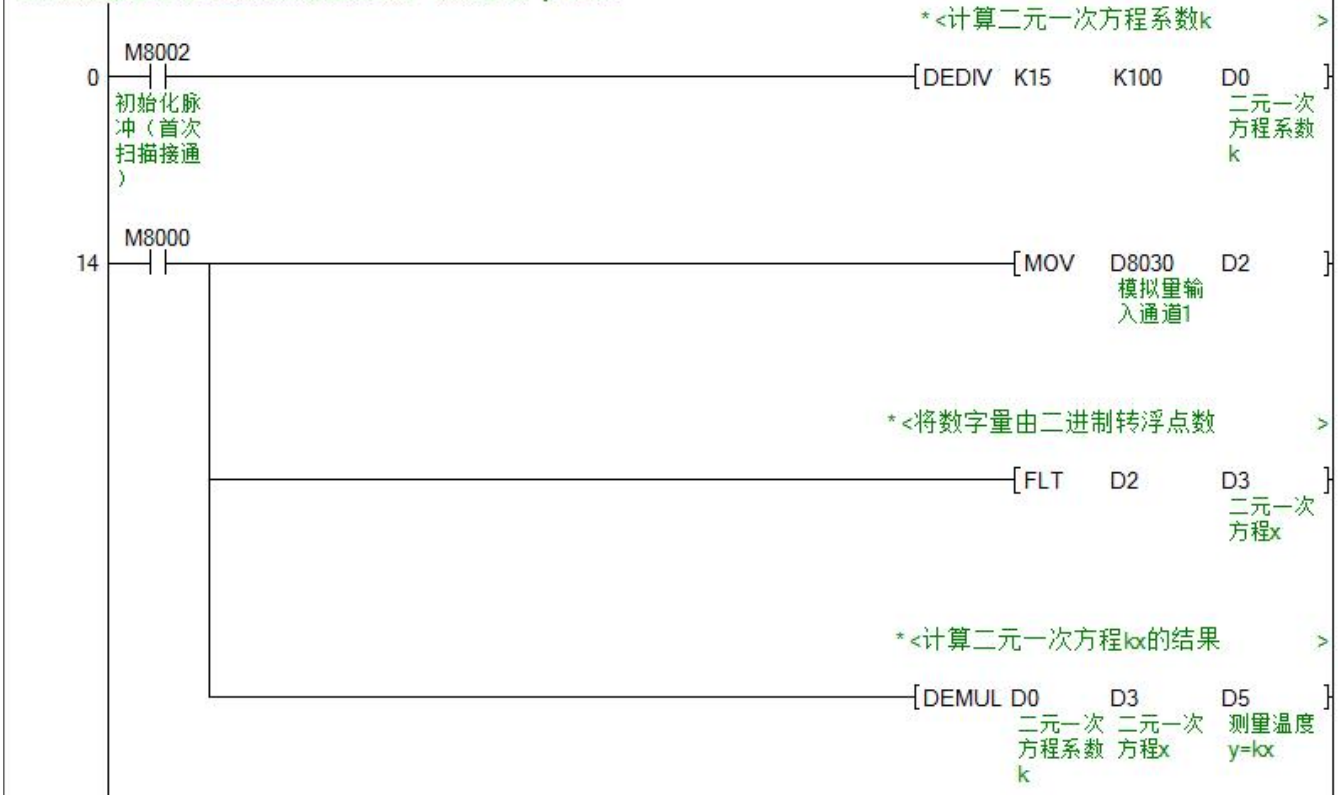 *<计算二元一次方程系数k >
M8002
0 [DEDIV K15 K100 D0 ]
初始化脉
冲（首次
扫描接通
）
二元一次
方程系数
k
M8000
14 [MOV D8030 D2 ]
模拟里输
入通道1
*<将数字量由二进制转浮点数 >
[FLT D2 D3 ]
二元一次
方程x
*<计算二元一次方程kx的结果 >
[DEMUL D0 D3 D5 ]
二元一次 二元一次 测里温度
方程系数 方程x y=kx
k